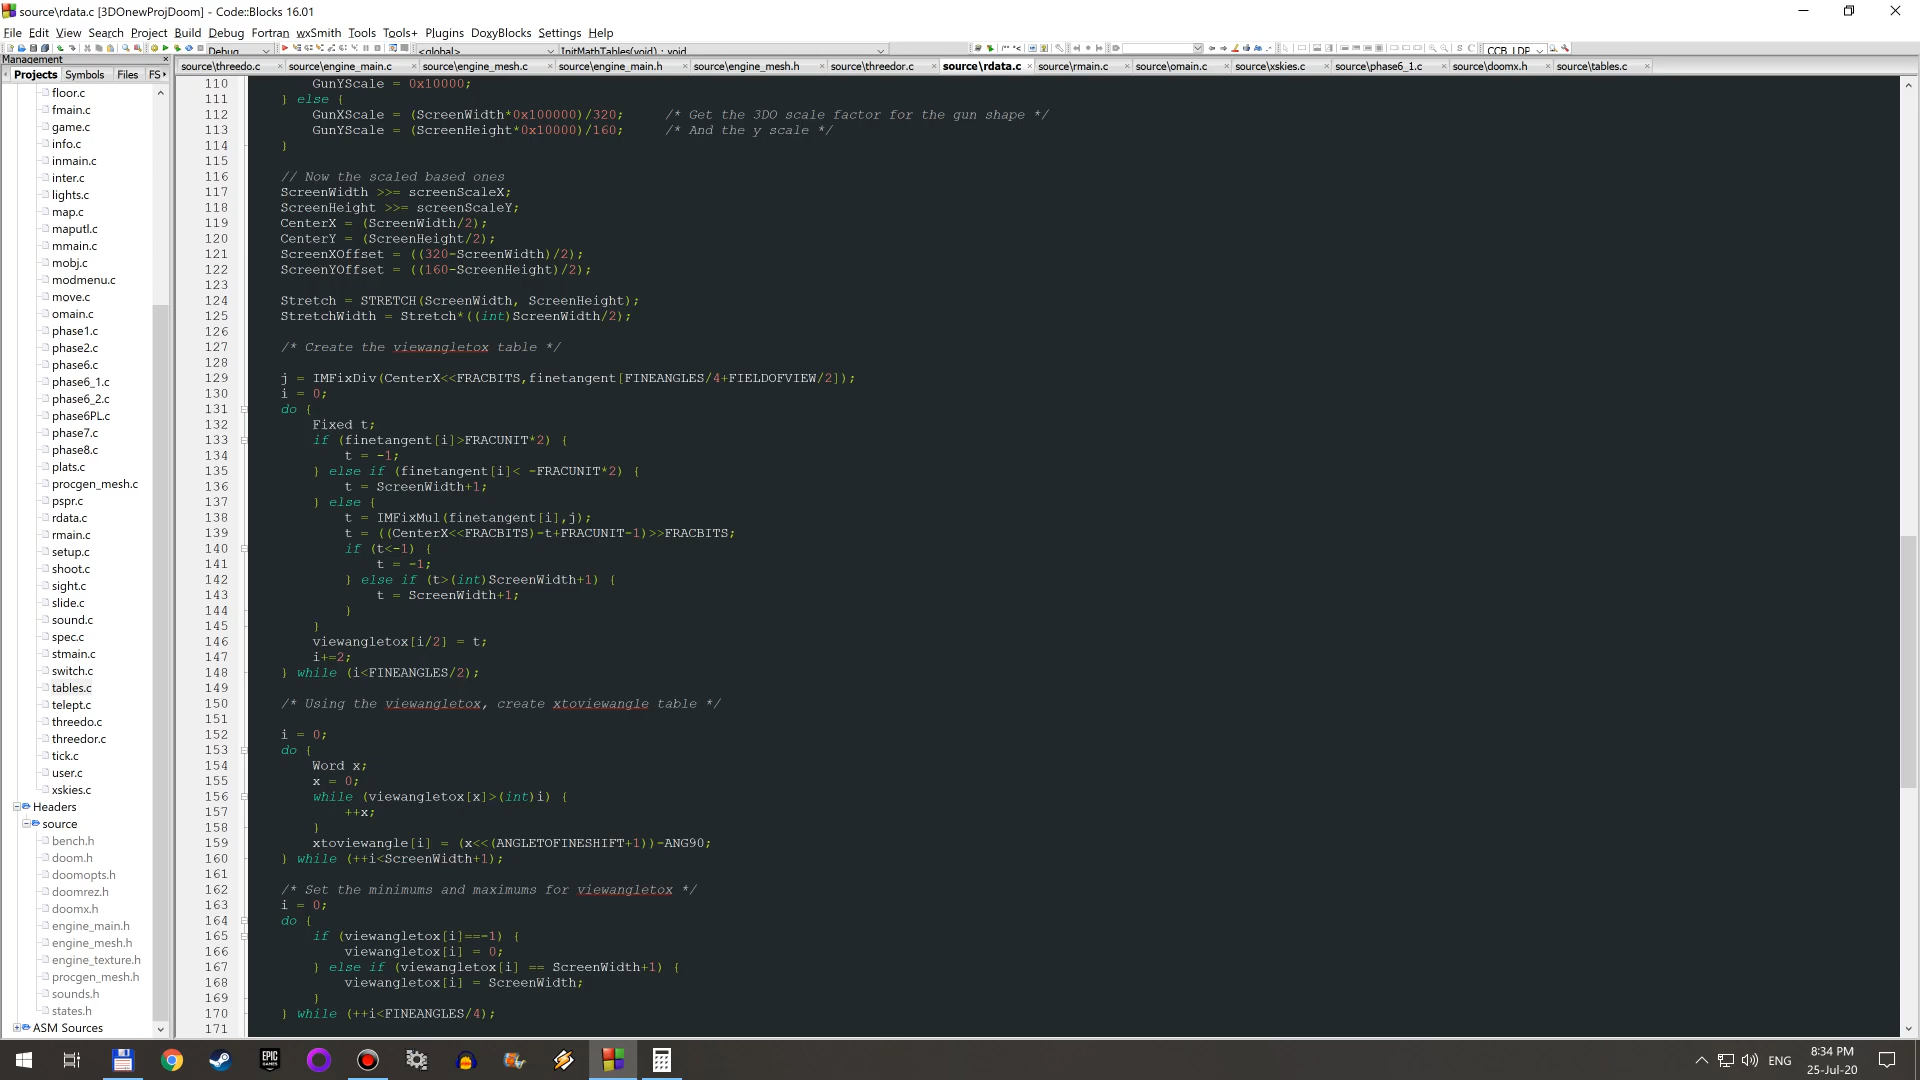 source\rdata.c [3DOnewProjDoom] - Code::Blocks 16.01
File Edit View Search Project Build Debug Fortran wxSmith Tools Tools+ Plugins DoxyBlocks Settings Help
Debug <global> InitMathTables(void) : void CCB_LDP
Management
Projects Symbols Files FS
source\threedo.c source\engine_main.c source\engine_mesh.c source\engine_main.h source\engine_mesh.h source\threedor.c source\rdata.c source\rmain.c source\omain.c source\xskies.c source\phase6_1.c source\doomx.h source\tables.c
floor.c
fmain.c
game.c
info.c
inmain.c
inter.c
lights.c
map.c
maputl.c
mmain.c
mobj.c
modmenu.c
move.c
omain.c
phase1.c
phase2.c
phase6.c
phase6_1.c
phase6_2.c
phase6PL.c
phase7.c
phase8.c
plats.c
procgen_mesh.c
pspr.c
rdata.c
rmain.c
setup.c
shoot.c
sight.c
slide.c
sound.c
spec.c
stmain.c
switch.c
tables.c
telept.c
threedo.c
threedor.c
tick.c
user.c
xskies.c
Headers
source
bench.h
doom.h
doomopts.h
doomrez.h
doomx.h
engine_main.h
engine_mesh.h
engine_texture.h
procgen_mesh.h
sounds.h
states.h
ASM Sources
110 GunYScale = 0x10000;
111 } else {
112 GunXScale = (ScreenWidth*0x100000)/320; /* Get the 3DO scale factor for the gun shape */
113 GunYScale = (ScreenHeight*0x10000)/160; /* And the y scale */
114 }
115
116 // Now the scaled based ones
117 ScreenWidth >>= screenScaleX;
118 ScreenHeight >>= screenScaleY;
119 CenterX = (ScreenWidth/2);
120 CenterY = (ScreenHeight/2);
121 ScreenXOffset = ((320-ScreenWidth)/2);
122 ScreenYOffset = ((160-ScreenHeight)/2);
123
124 Stretch = STRETCH(ScreenWidth, ScreenHeight);
125 StretchWidth = Stretch*((int)ScreenWidth/2);
126
127 /* Create the viewangletox table */
128
129 j = IMFixDiv(CenterX<<FRACBITS,finetangent[FINEANGLES/4+FIELDOFVIEW/2]);
130 i = 0;
131 do {
132 Fixed t;
133 if (finetangent[i]>FRACUNIT*2) {
134 t = -1;
135 } else if (finetangent[i]< -FRACUNIT*2) {
136 t = ScreenWidth+1;
137 } else {
138 t = IMFixMul(finetangent[i],j);
139 t = ((CenterX<<FRACBITS)-t+FRACUNIT-1)>>FRACBITS;
140 if (t<-1) {
141 t = -1;
142 } else if (t>(int)ScreenWidth+1) {
143 t = ScreenWidth+1;
144 }
145 }
146 viewangletox[i/2] = t;
147 i+=2;
148 } while (i<FINEANGLES/2);
149
150 /* Using the viewangletox, create xtoviewangle table */
151
152 i = 0;
153 do {
154 Word x;
155 x = 0;
156 while (viewangletox[x]>(int)i) {
157 ++x;
158 }
159 xtoviewangle[i] = (x<<(ANGLETOFINESHIFT+1))-ANG90;
160 } while (++i<ScreenWidth+1);
161
162 /* Set the minimums and maximums for viewangletox */
163 i = 0;
164 do {
165 if (viewangletox[i]==-1) {
166 viewangletox[i] = 0;
167 } else if (viewangletox[i] == ScreenWidth+1) {
168 viewangletox[i] = ScreenWidth;
169 }
170 } while (++i<FINEANGLES/4);
171
EPIC GAMES
ENG
8:34 PM
25-Jul-20